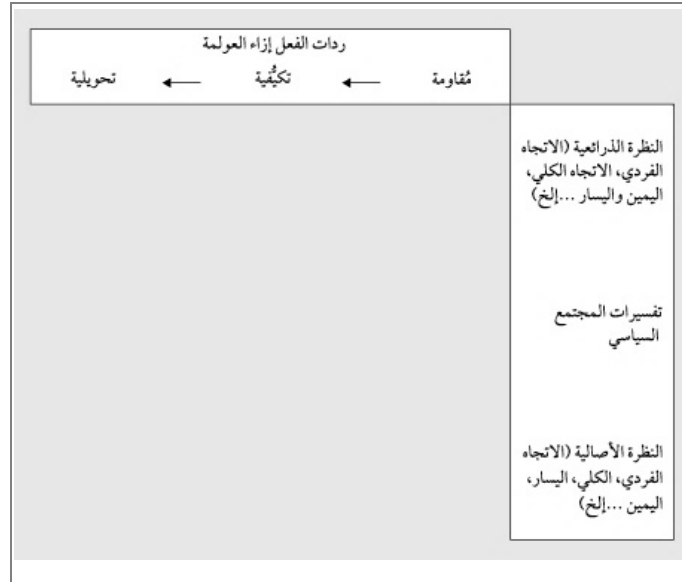 ردات الفعل إزاء العولمة
مُقاومة ← تكيُّفية ← تحويلية
النظرة الذرائعية (الاتجاه
الفردي، الاتجاه الكلي،
اليمين واليسار ...إلخ)
تفسيرات المجتمع
السياسي
النظرة الأصالية (الاتجاه
الفردي، الكلي، اليسار،
اليمين ...إلخ)